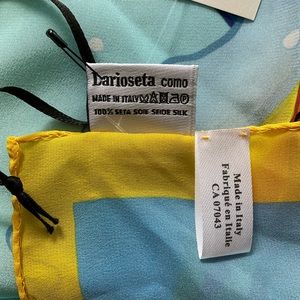 Darioseta como
MADE IN ITALY
100% SETA SOIE SEIDE SILK
Made in Italy
Fabriqué en Italie
CA 07043